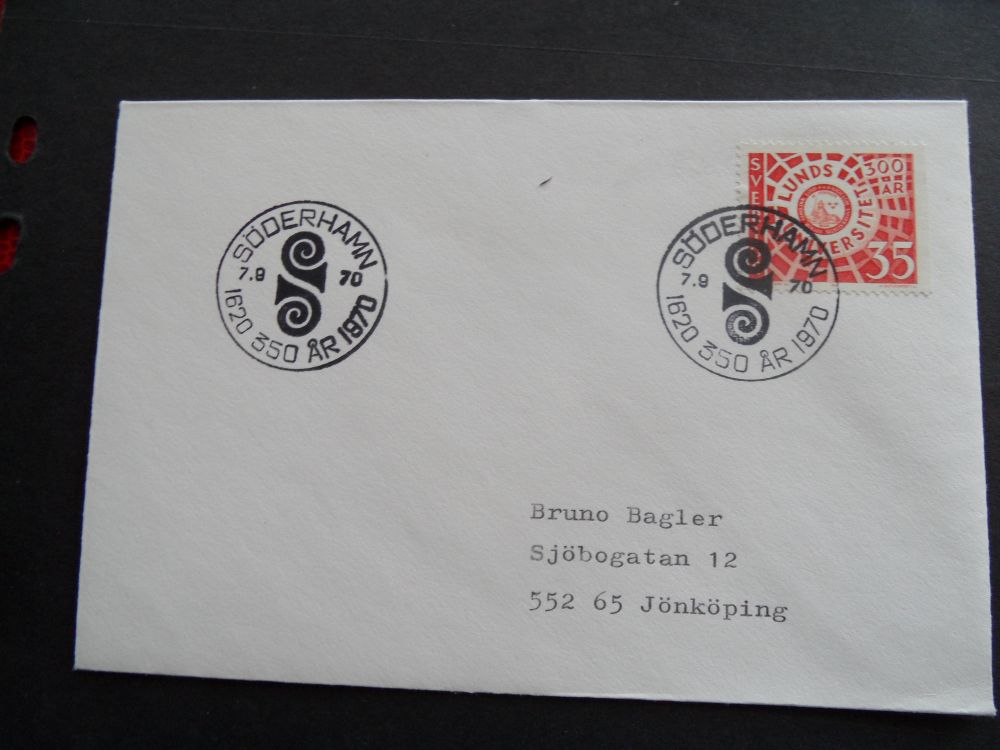 SÖDERHAMN
7.9 70
1620 350 ÅR 1970
SVERIGE
LUNDS UNIVERSITET
300 ÅR
35
SÖDERHAMN
7.9 70
1620 350 ÅR 1970
Bruno Bagler
Sjöbogatan 12
552 65 Jönköping